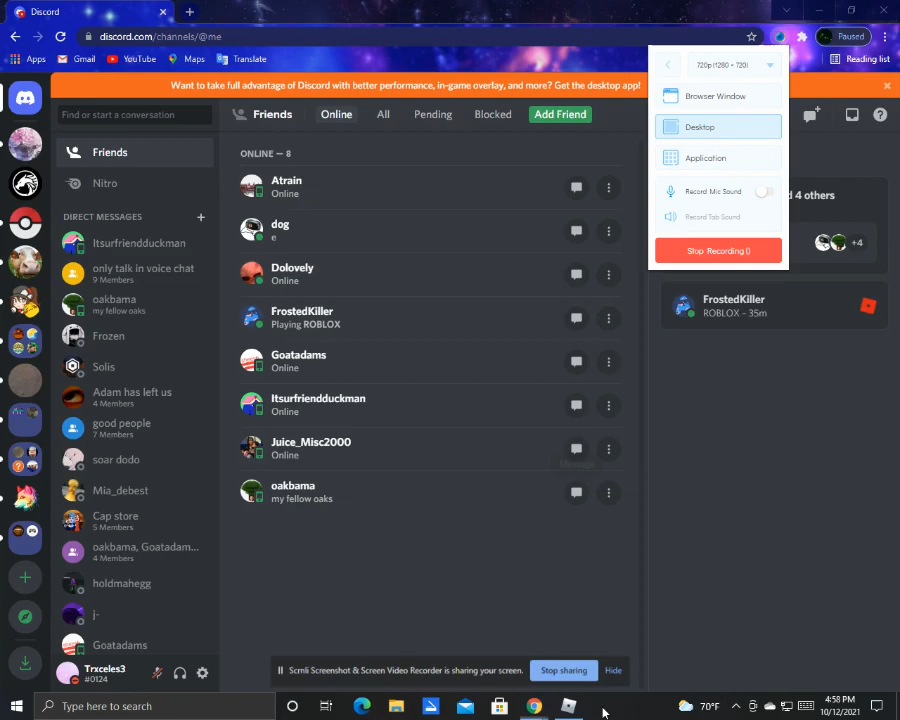 Discord
discord.com/channels/@me
Paused
Apps
Gmail
YouTube
Maps
Translate
Reading list
Want to take full advantage of Discord with better performance, in-game overlay, and more? Get the desktop app!
720p (1280 × 720)
Browser Window
Desktop
Application
Record Mic Sound
Record Tab Sound
Stop Recording ()
Find or start a conversation
Friends
Online
All
Pending
Blocked
Add Friend
Friends
Nitro
DIRECT MESSAGES
Itsurfriendduckman
only talk in voice chat
9 Members
oakbama
my fellow oaks
Frozen
Solis
Adam has left us
4 Members
good people
7 Members
soar dodo
Mia_debest
Cap store
5 Members
oakbama, Goatadam...
4 Members
holdmahegg
j-
Goatadams
Trxceles3
#0124
ONLINE — 8
Atrain
Online
dog
e
Dolovely
Online
FrostedKiller
Playing ROBLOX
Goatadams
Online
Itsurfriendduckman
Online
Juice_Misc2000
Online
oakbama
my fellow oaks
d 4 others
+4
FrostedKiller
ROBLOX - 35m
Scrnli Screenshot & Screen Video Recorder is sharing your screen.
Stop sharing
Hide
Type here to search
70°F
4:58 PM
10/12/2021